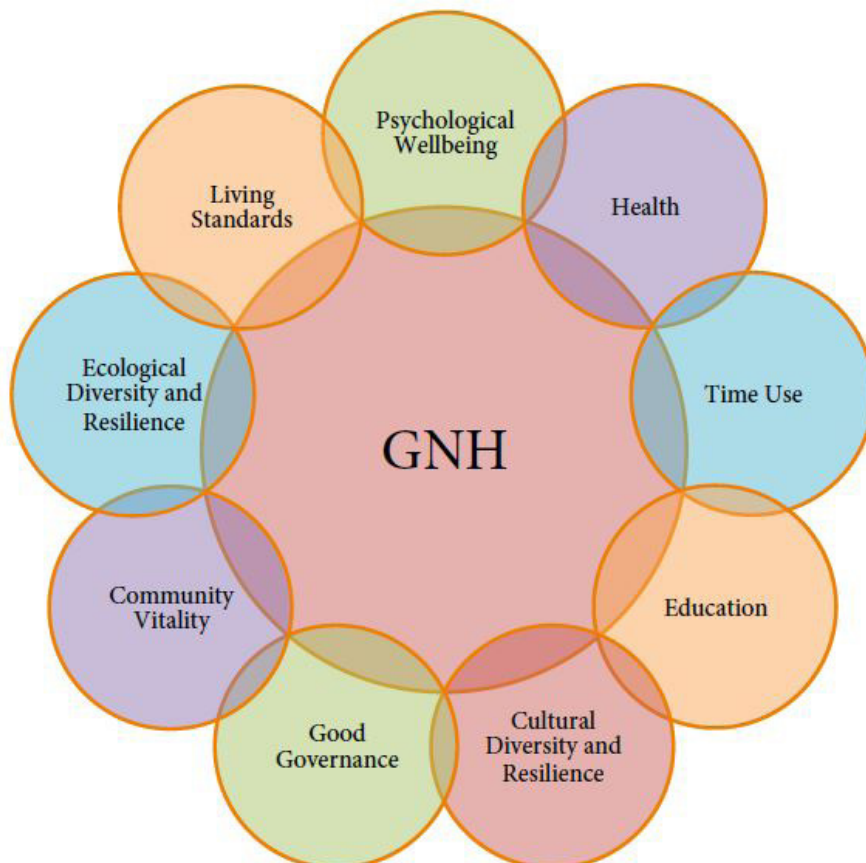 Psychological
Wellbeing
Health
Time Use
Education
Cultural
Diversity and
Resilience
Good
Governance
Community
Vitality
Ecological
Diversity and
Resilience
Living
Standards
GNH